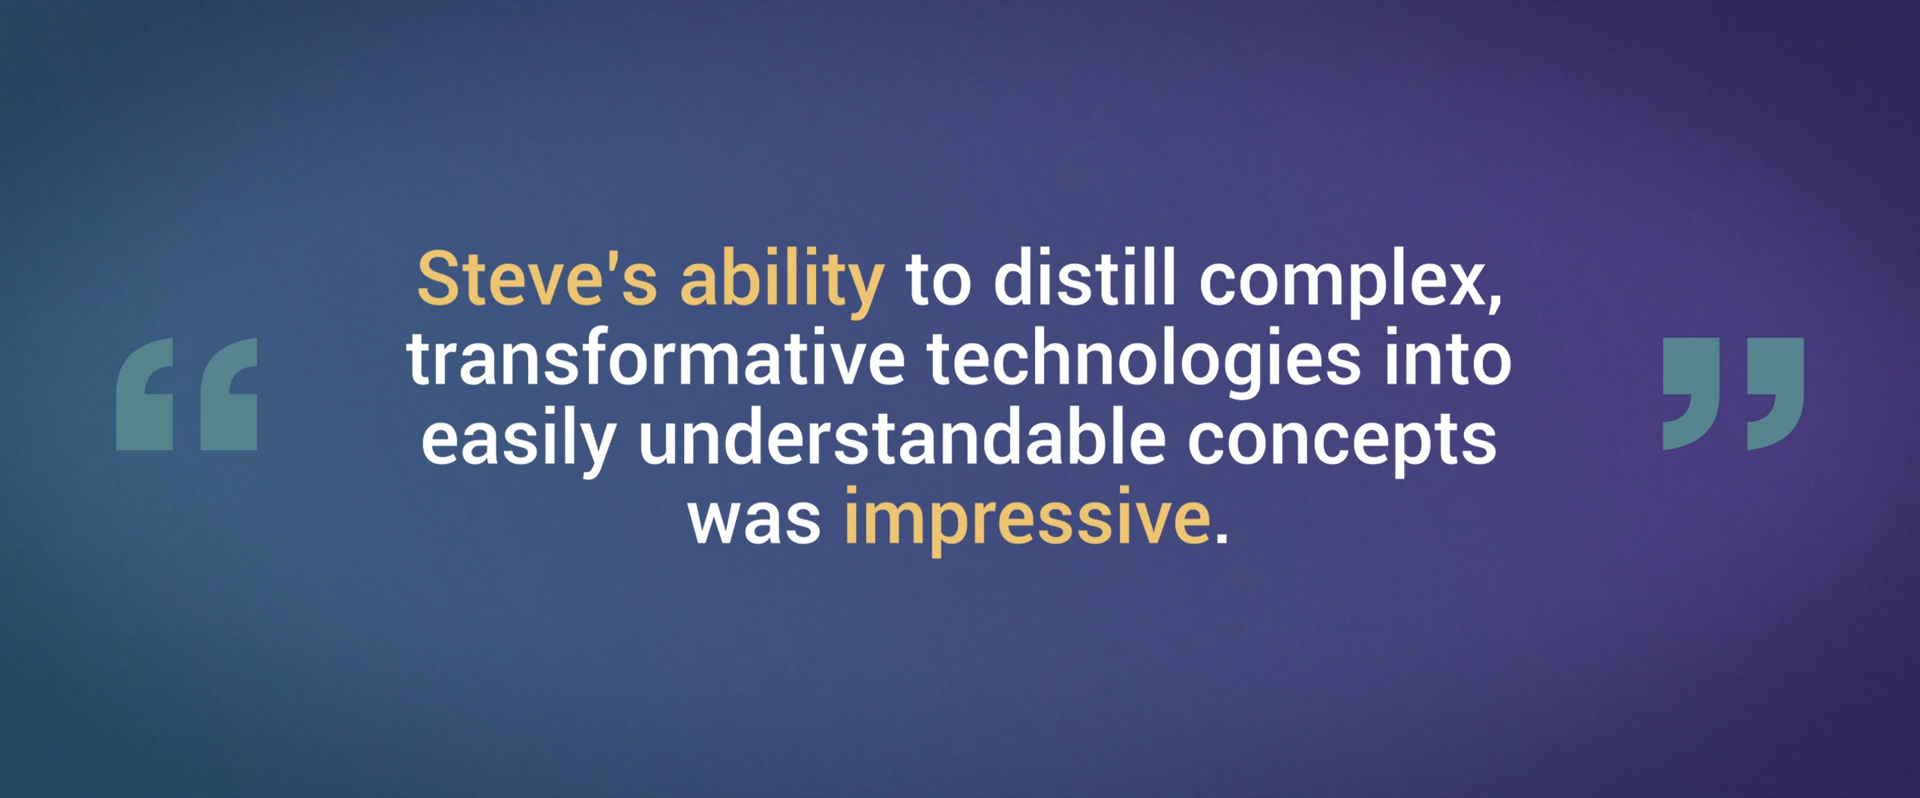 “ Steve's ability to distill complex,
transformative technologies into
easily understandable concepts
was impressive. ”